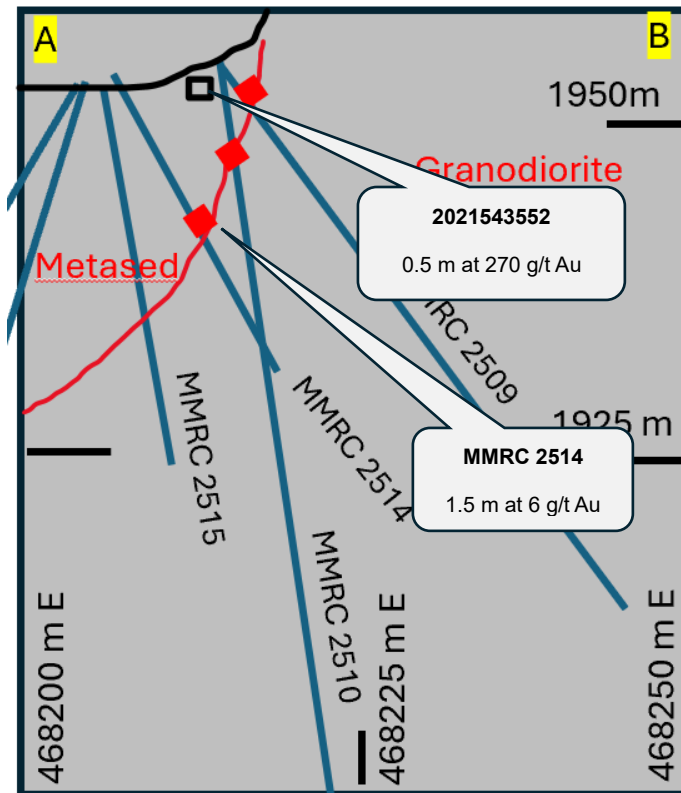 A
B
1950m
Granodiorite
2021543552
0.5 m at 270 g/t Au
Metased
RC 2509
1925 m
MMRC 2514
1.5 m at 6 g/t Au
MMRC 2515
MMRC 2514
MMRC 2510
468200 m E
468225 m E
468250 m E